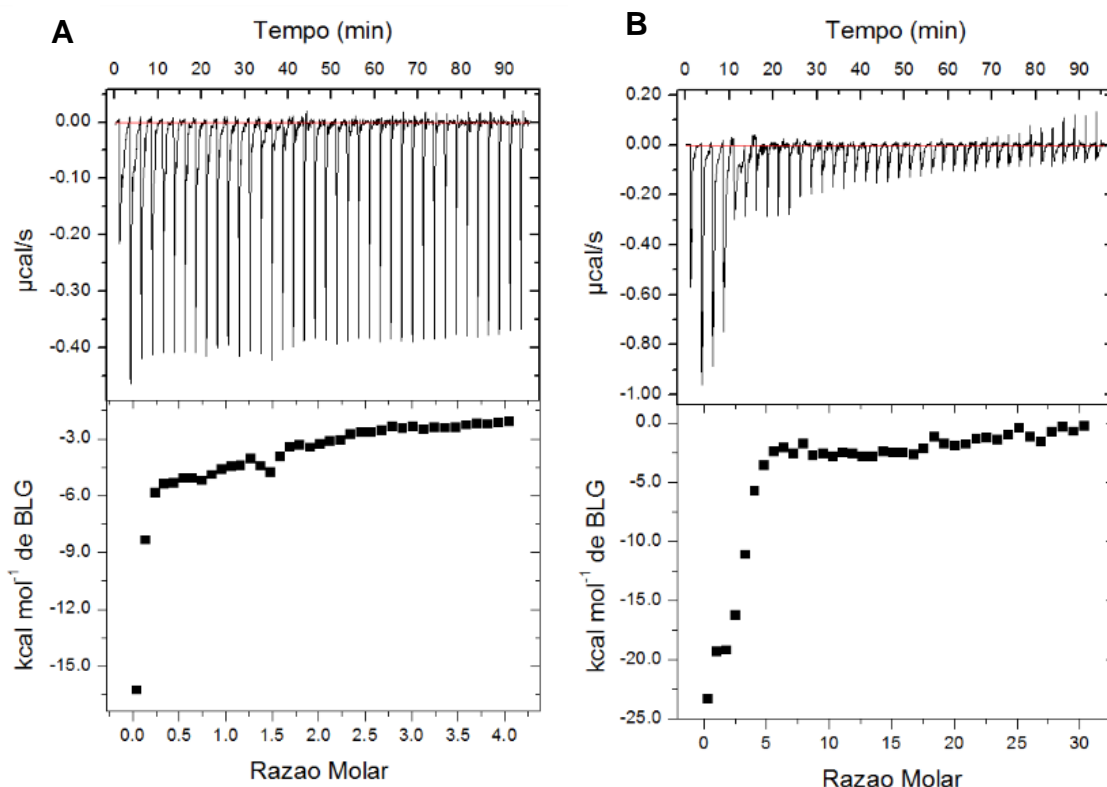 A
Tempo (min)
0 10 20 30 40 50 60 70 80 90
0.00
-0.10
-0.20
-0.30
-0.40
µcal/s
-3.0
-6.0
-9.0
-12.0
-15.0
kcal mol⁻¹ de BLG
0.0 0.5 1.0 1.5 2.0 2.5 3.0 3.5 4.0
Razao Molar
B
Tempo (min)
0 10 20 30 40 50 60 70 80 90
0.20
0.00
-0.20
-0.40
-0.60
-0.80
-1.00
µcal/s
0.0
-5.0
-10.0
-15.0
-20.0
-25.0
kcal mol⁻¹ de BLG
0 5 10 15 20 25 30
Razao Molar